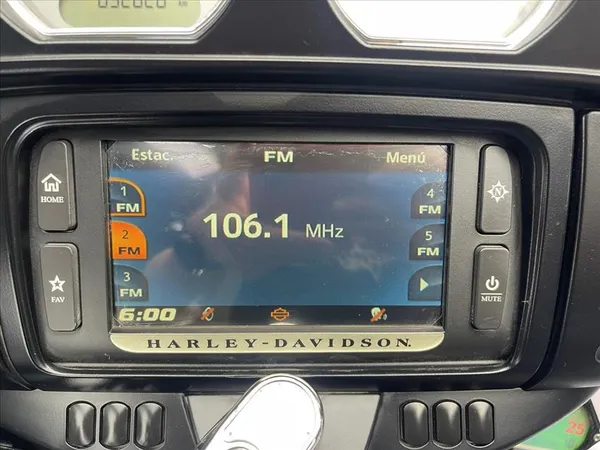 Estac. FM Menú
1 FM
106.1 MHz
2 FM
3 FM
4 FM
5 FM
6:00
HOME
FAV
N
MUTE
HARLEY-DAVIDSON
25